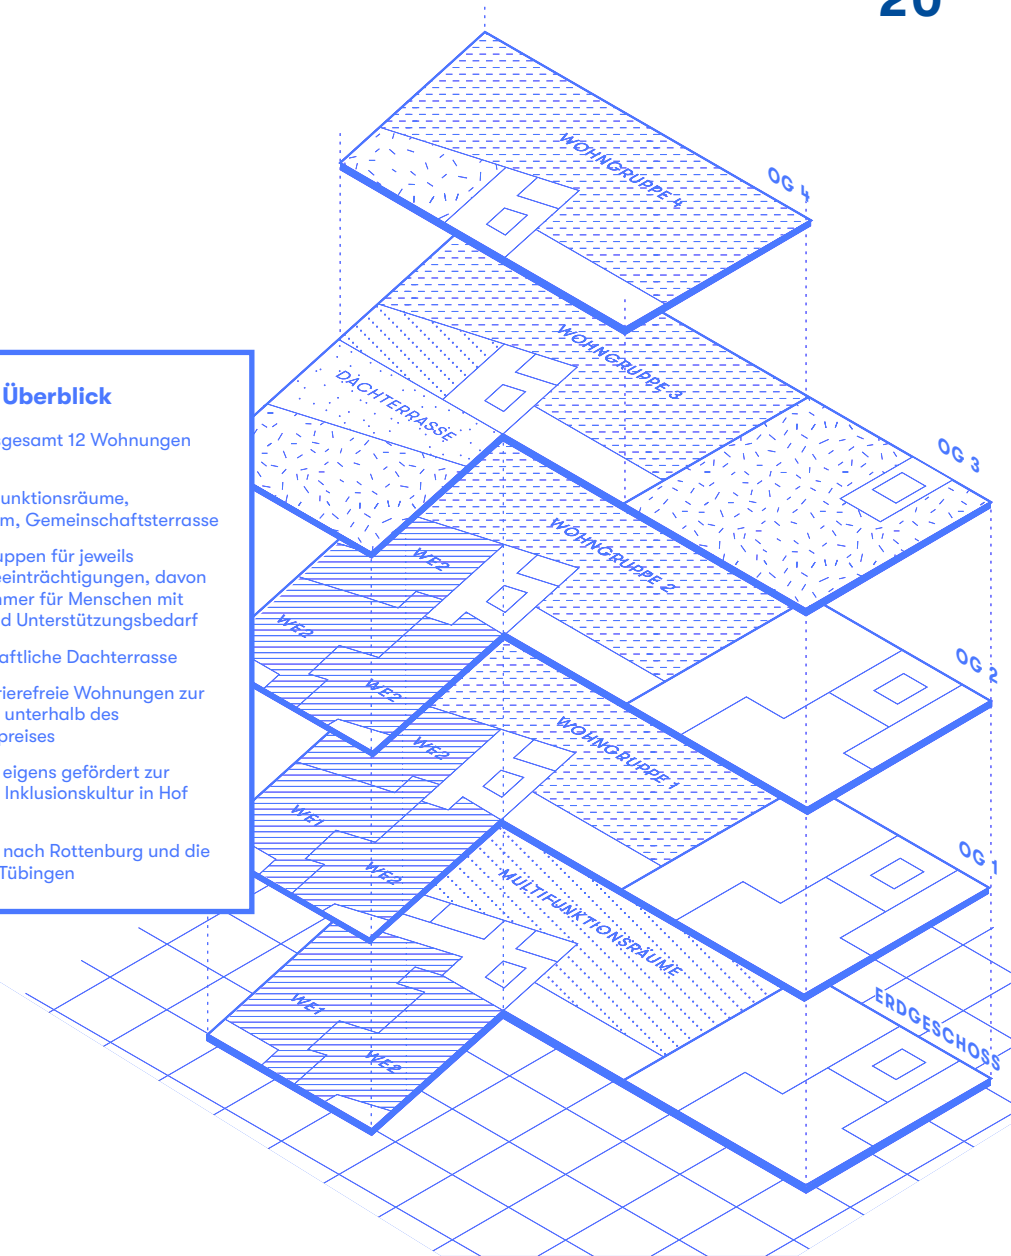 20
WOHNGRUPPE 4
OG 4
WOHNGRUPPE 3
DACHTERRASSE
OG 3
WOHNGRUPPE 2
WE2
WE2
WE2
OG 2
WOHNGRUPPE 1
WE2
WE1
WE2
OG 1
MULTIFUNKTIONSRÄUME
WE1
WE2
ERDGESCHOSS
Überblick
gesamt 12 Wohnungen
unktionsräume,
m, Gemeinschaftsterrasse
uppen für jeweils
eeinträchtigungen, davon
mer für Menschen mit
d Unterstützungsbedarf
aftliche Dachterrasse
rierefreie Wohnungen zur
unterhalb des
preises
eigens gefördert zur
Inklusionskultur in Hof
nach Rottenburg und die
Tübingen